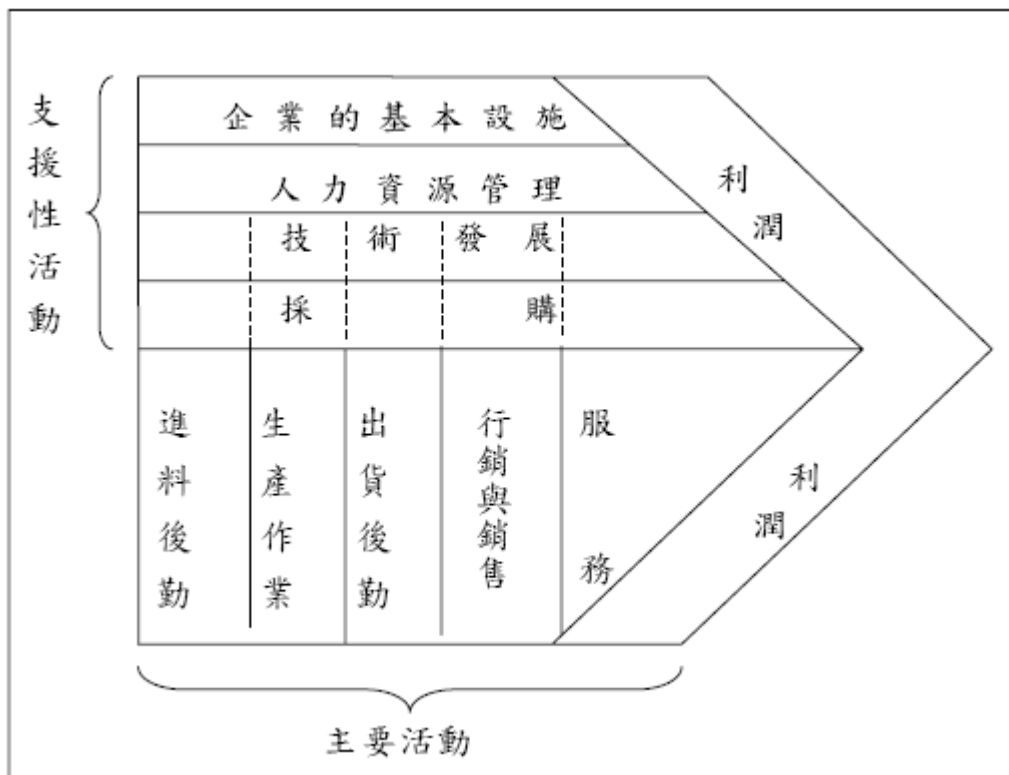 支援性活動
企業的基本設施
人力資源管理
技術發展
採購
利潤
進料後勤
生產作業
出貨後勤
行銷與銷售
服務
利潤
主要活動